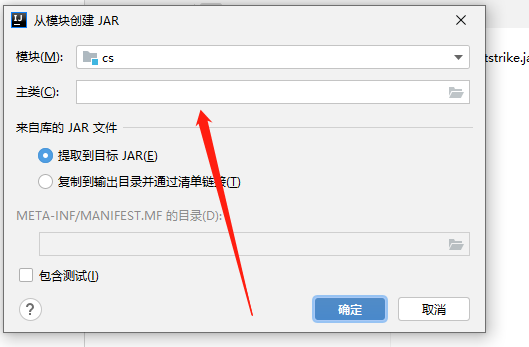 从模块创建 JAR
模块(M):
cs
tstrike.ja
主类(C):
来自库的 JAR 文件
提取到目标 JAR(E)
复制到输出目录并通过清单链接(T)
META-INF/MANIFEST.MF 的目录(D):
包含测试(I)
?
确定
取消